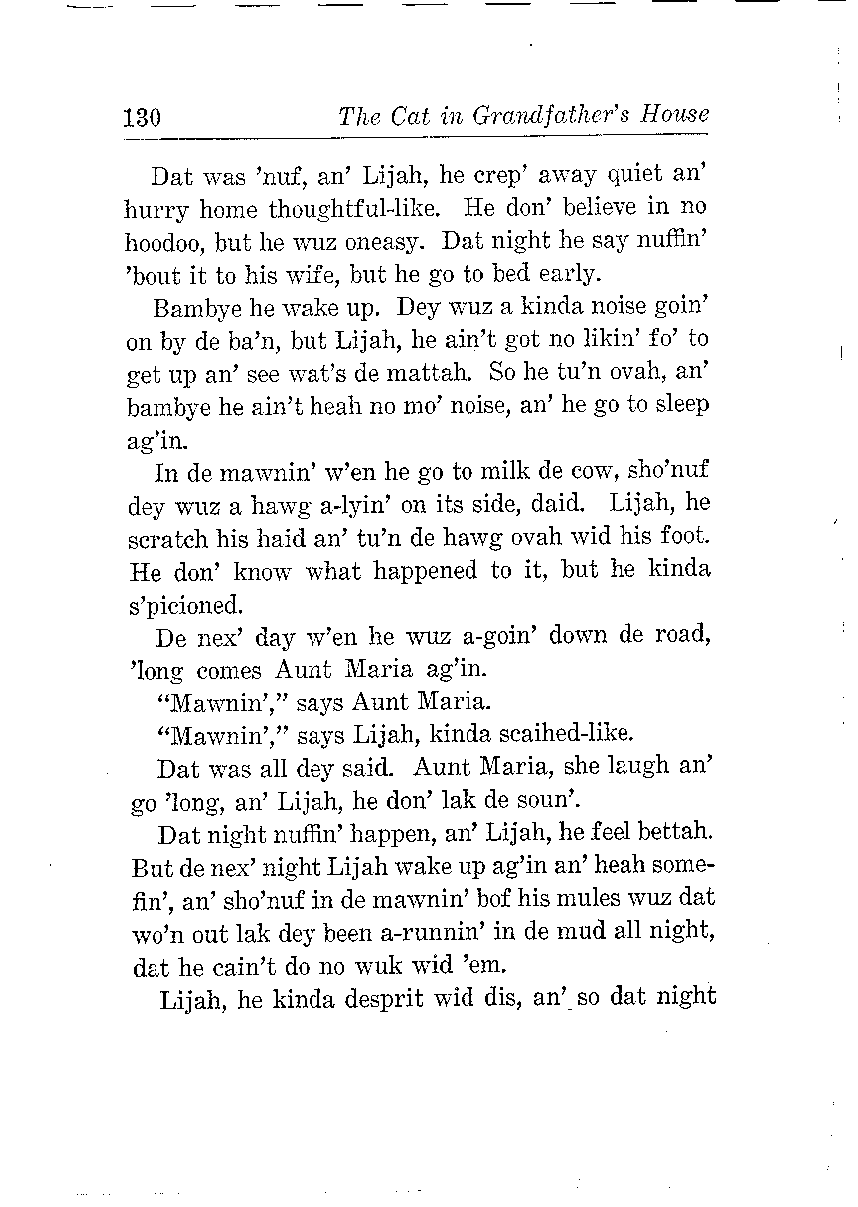 130 The Cat in Grandfather's House
Dat was 'nuf, an' Lijah, he crep' away quiet an'
hurry home thoughtful-like. He don' believe in no
hoodoo, but he wuz oneasy. Dat night he say nuffin'
'bout it to his wife, but he go to bed early.
Bambye he wake up. Dey wuz a kinda noise goin'
on by de ba'n, but Lijah, he ain't got no likin' fo' to
get up an' see wat's de mattah. So he tu'n ovah, an'
bambye he ain't heah no mo' noise, an' he go to sleep
ag'in.
In de mawnin' w'en he go to milk de cow, sho'nuf
dey wuz a hawg a-lyin' on its side, daid. Lijah, he
scratch his haid an' tu'n de hawg ovah wid his foot.
He don' know what happened to it, but he kinda
s'picioned.
De nex' day w'en he wuz a-goin' down de road,
'long comes Aunt Maria ag'in.
"Mawnin'," says Aunt Maria.
"Mawnin'," says Lijah, kinda scaihed-like.
Dat was all dey said. Aunt Maria, she laugh an'
go 'long, an' Lijah, he don' lak de soun'.
Dat night nuffin' happen, an' Lijah, he feel bettah.
But de nex' night Lijah wake up ag'in an' heah some-
fin', an' sho'nuf in de mawnin' bof his mules wuz dat
wo'n out lak dey been a-runnin' in de mud all night,
dat he cain't do no wuk wid 'em.
Lijah, he kinda desprit wid dis, an' so dat night